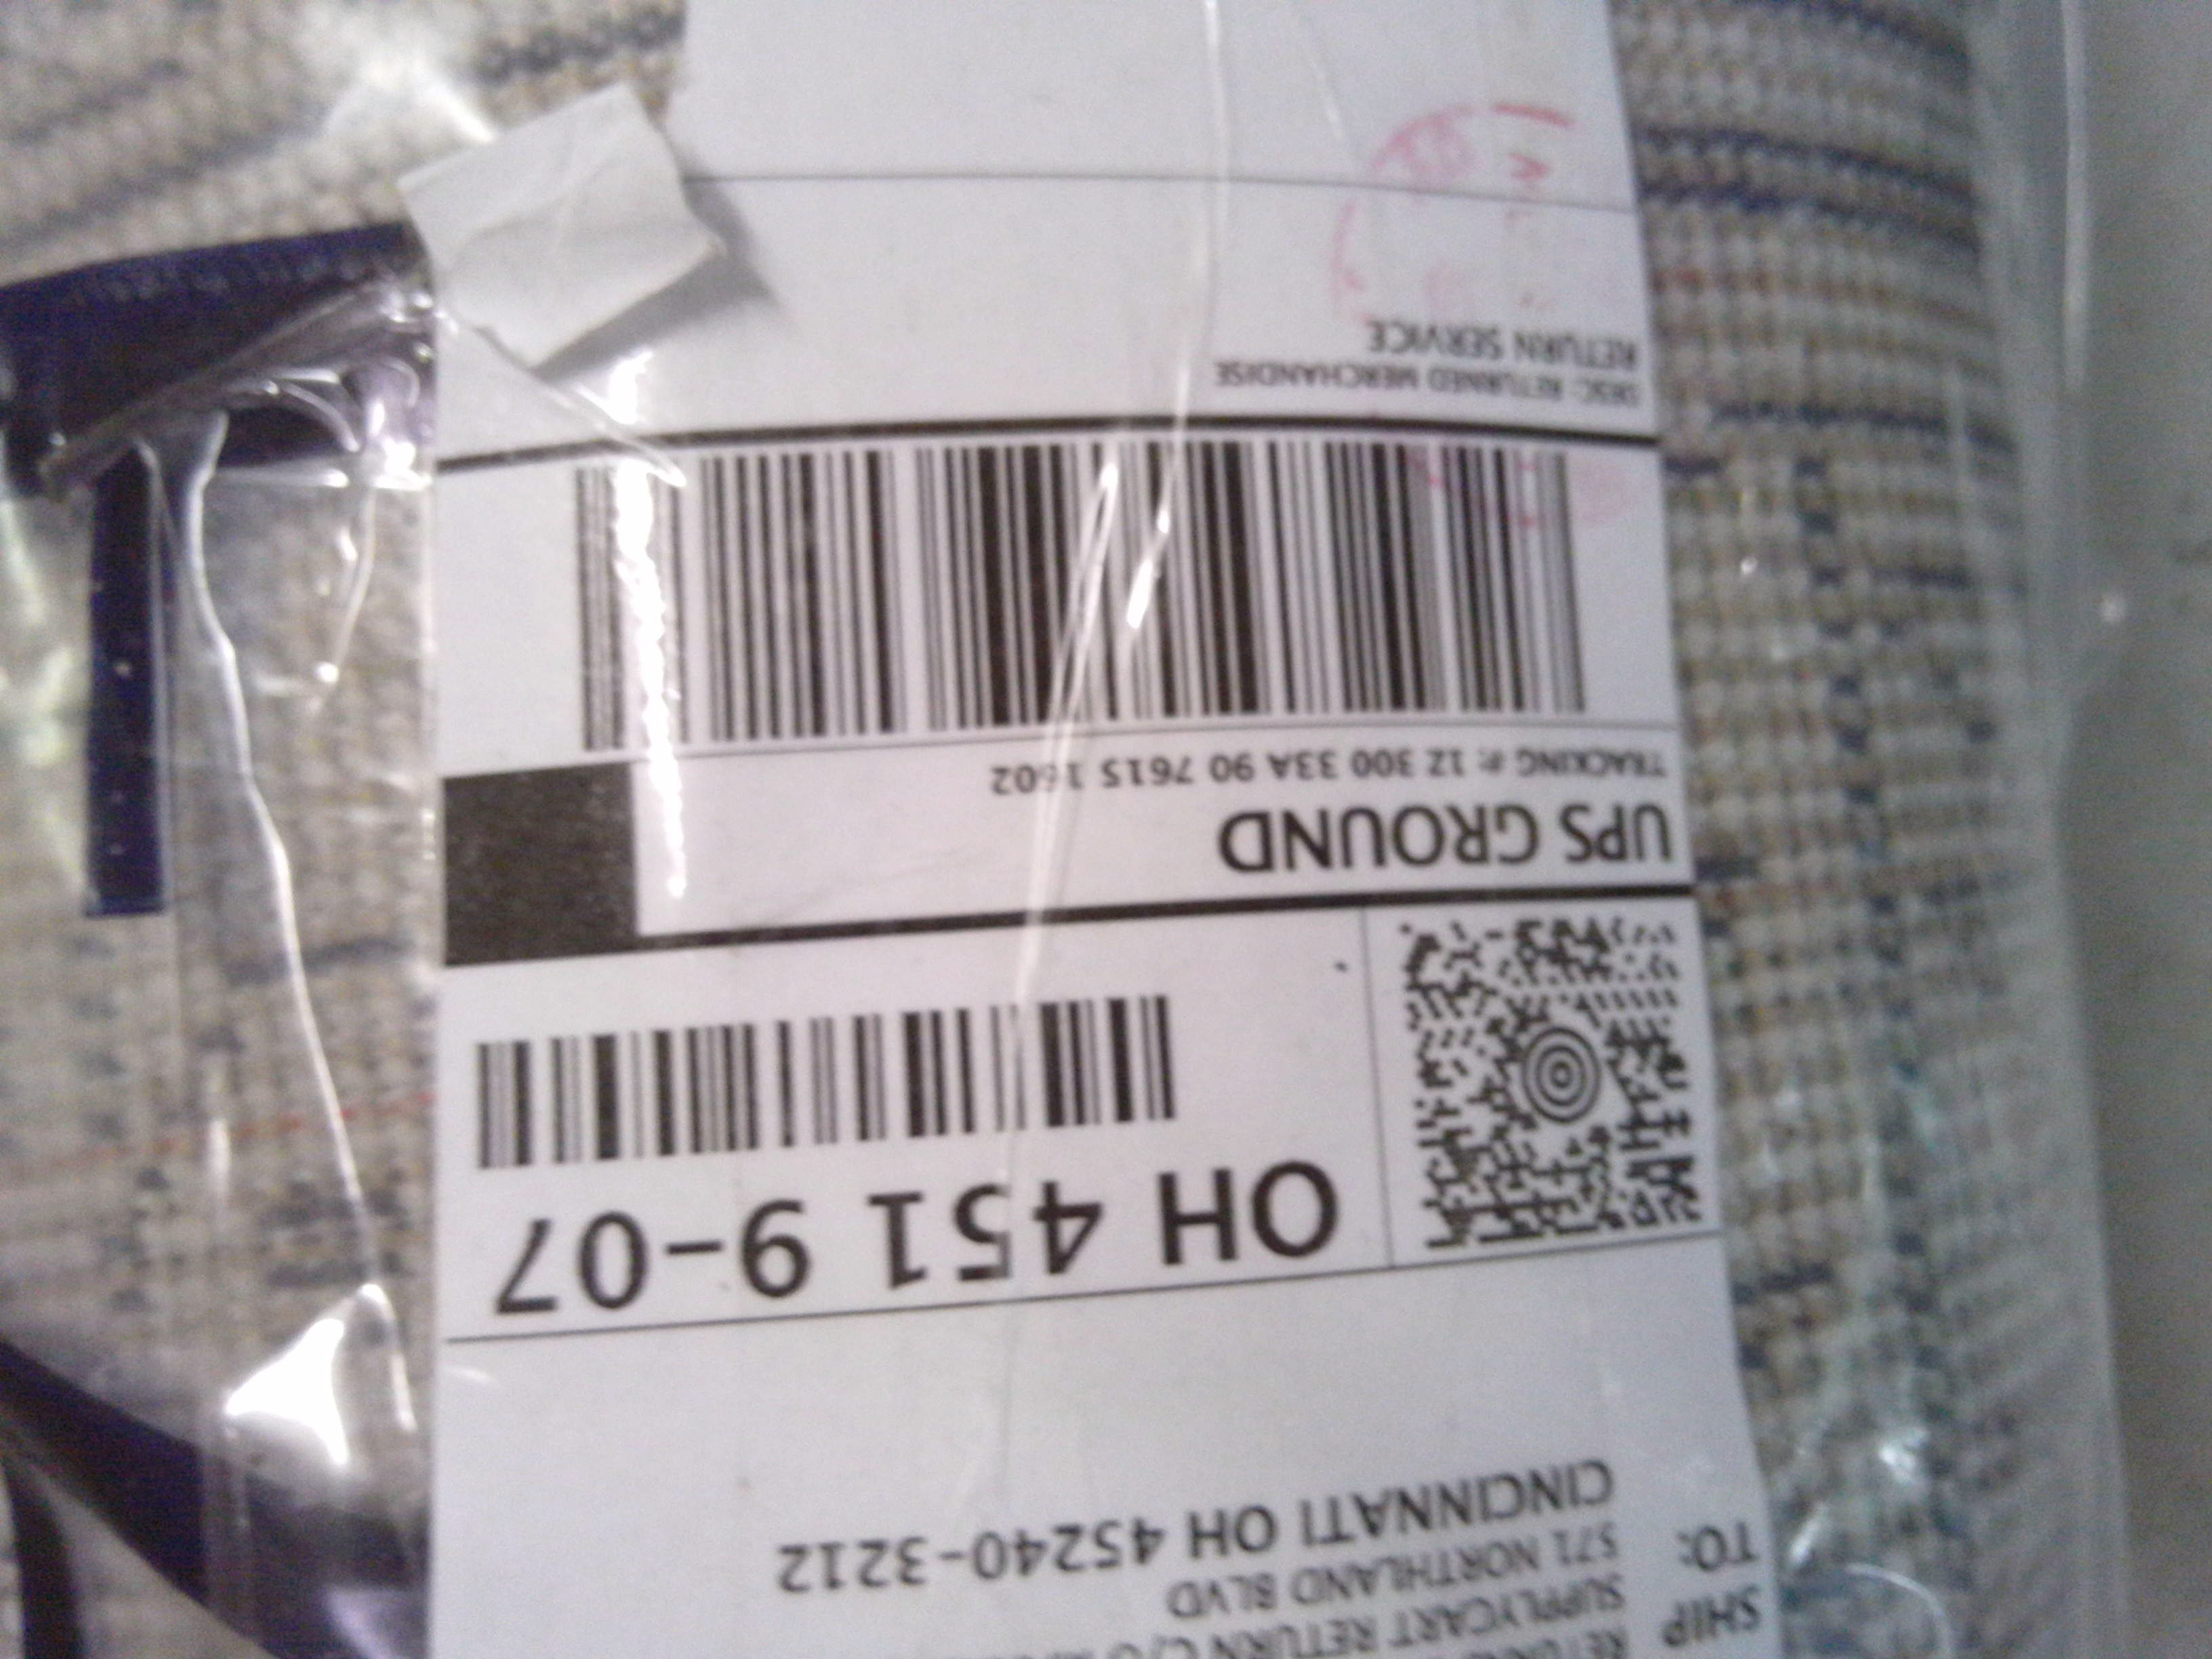 SHIP
TO:
SUPPLYCART RETURN C/O
571 NORTHLAND BLVD
CINCINNATI OH 45240-3212
OH 451 9-07
UPS GROUND
TRACKING #: 1Z 300 33A 90 7615 1602
DESC: RETURNED MERCHANDISE
RETURN SERVICE